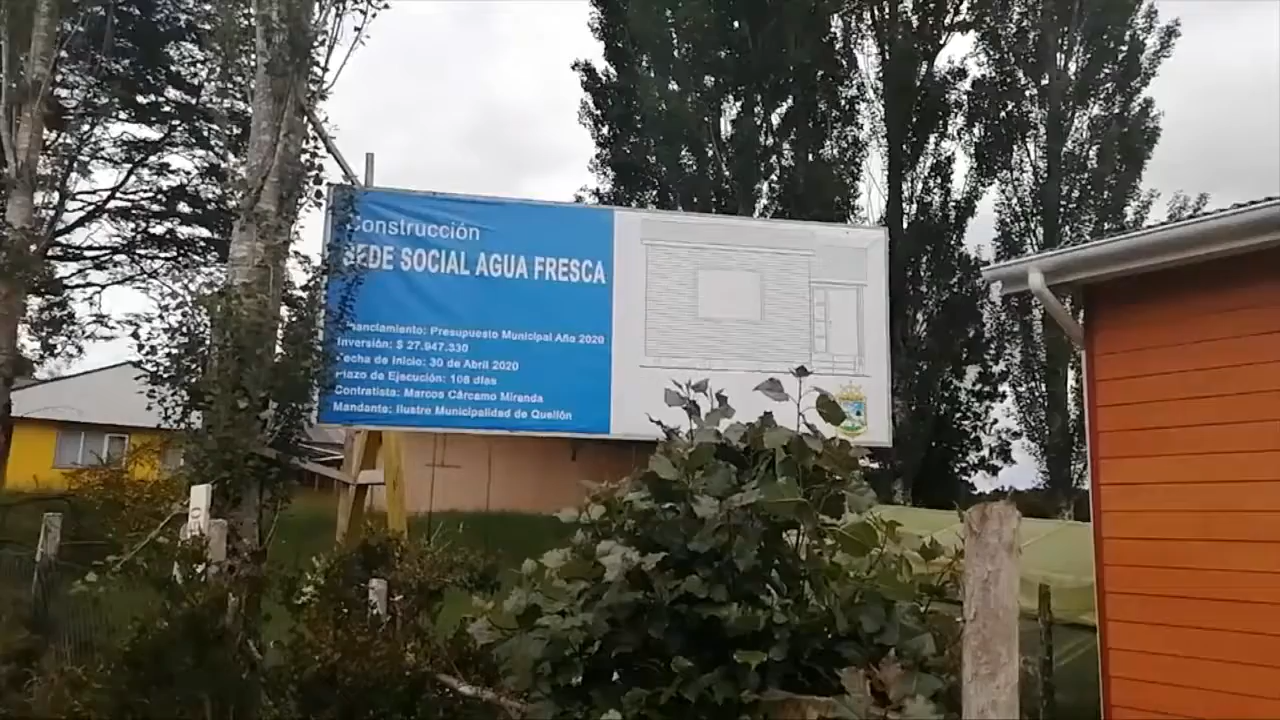 Construcción
SEDE SOCIAL AGUA FRESCA
Financiamiento: Presupuesto Municipal Año 2020
Inversión: $ 27.947.330
Fecha de Inicio: 30 de Abril 2020
Plazo de Ejecución: 108 días
Contratista: Marcos Cárcamo Miranda
Mandante: Ilustre Municipalidad de Quellón